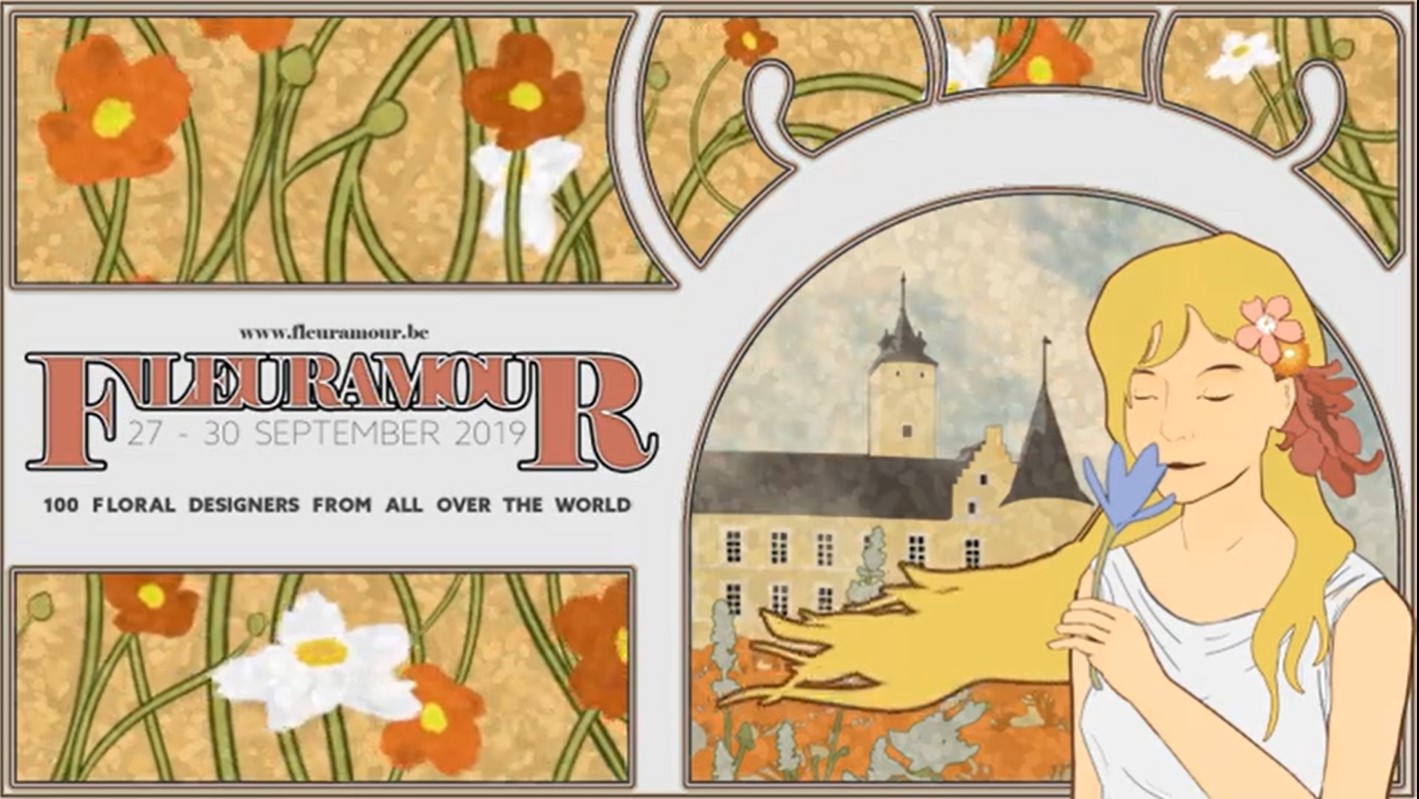 www.fleuramour.be
FLEURAMOUR
27 - 30 SEPTEMBER 2019
100 FLORAL DESIGNERS FROM ALL OVER THE WORLD